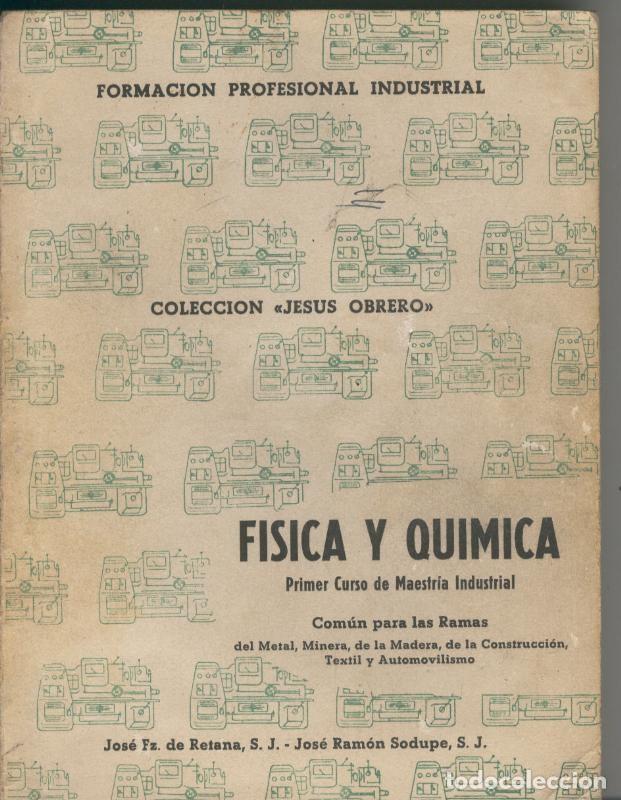 FORMACION PROFESIONAL INDUSTRIAL
COLECCION «JESUS OBRERO»
FISICA Y QUIMICA
Primer Curso de Maestría Industrial
Común para las Ramas
del Metal, Minera, de la Madera, de la Construcción,
Textil y Automovilismo
José Fz. de Retana, S. J. - José Ramón Sodupe, S. J.
todocoleccion